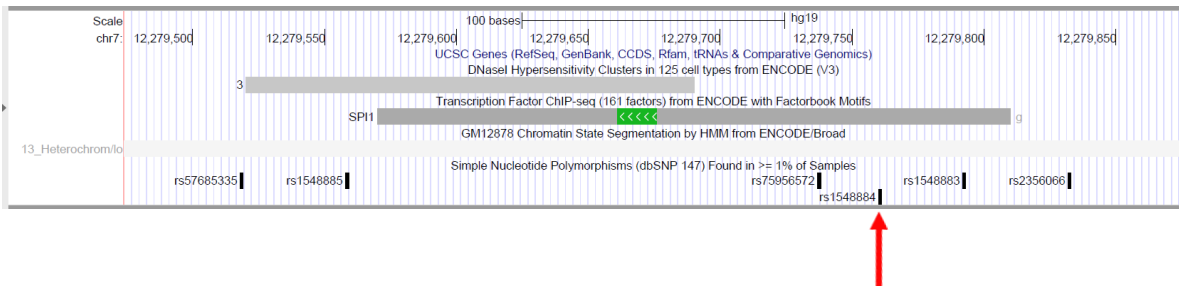 Scale 100 bases hg19
chr7: 12,279,500 12,279,550 12,279,600 12,279,650 12,279,700 12,279,750 12,279,800 12,279,850
UCSC Genes (RefSeq, GenBank, CCDS, Rfam, tRNAs & Comparative Genomics)
DNaseI Hypersensitivity Clusters in 125 cell types from ENCODE (V3)
3
Transcription Factor ChIP-seq (161 factors) from ENCODE with Factorbook Motifs
SPI1 <<<<< g
GM12878 Chromatin State Segmentation by HMM from ENCODE/Broad
13_Heterochrom/lo
Simple Nucleotide Polymorphisms (dbSNP 147) Found in >= 1% of Samples
rs57685335 rs1548885 rs75956572 rs1548883 rs2356066
rs1548884